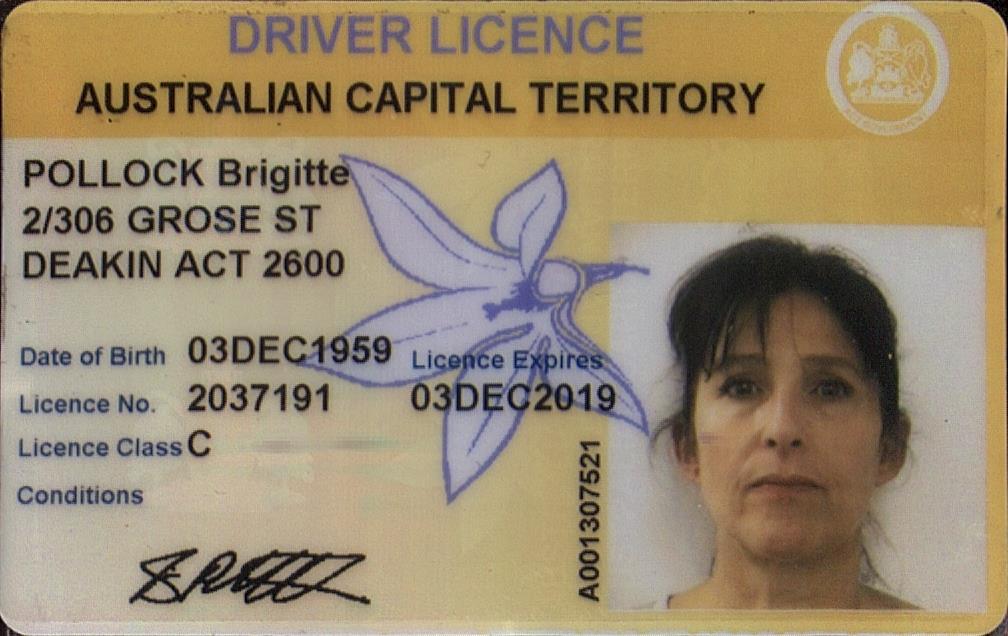 DRIVER LICENCE
AUSTRALIAN CAPITAL TERRITORY
POLLOCK Brigitte
2/306 GROSE ST
DEAKIN ACT 2600
Date of Birth 03DEC1959
Licence Expires
Licence No. 2037191
03DEC2019
Licence Class C
Conditions
A001307521